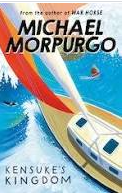 from the author of WAR HORSE
MICHAEL
MORPURGO
KENSUKE'S
KINGDOM